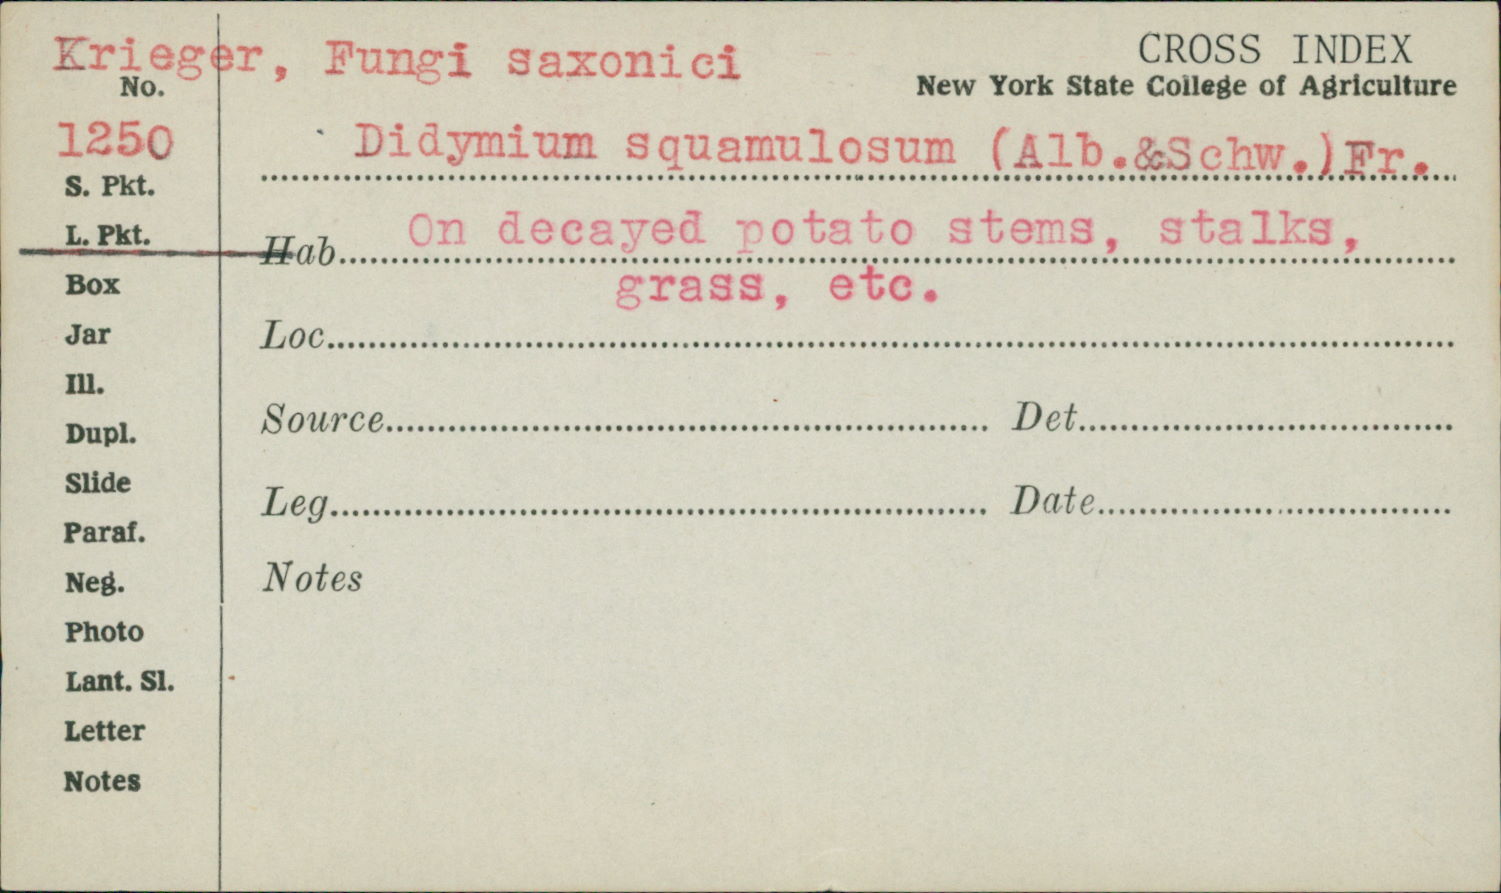 Krieger, Fungi saxonici
CROSS INDEX
No.
New York State College of Agriculture
1250
Didymium squamulosum (Alb.&Schw.)Fr.
S. Pkt.
L. Pkt.
Hab. On decayed potato stems, stalks,
grass, etc.
Box
Jar
Loc.
Ill.
Dupl.
Source
Det.
Slide
Leg.
Date
Paraf.
Neg.
Notes
Photo
Lant. Sl.
Letter
Notes